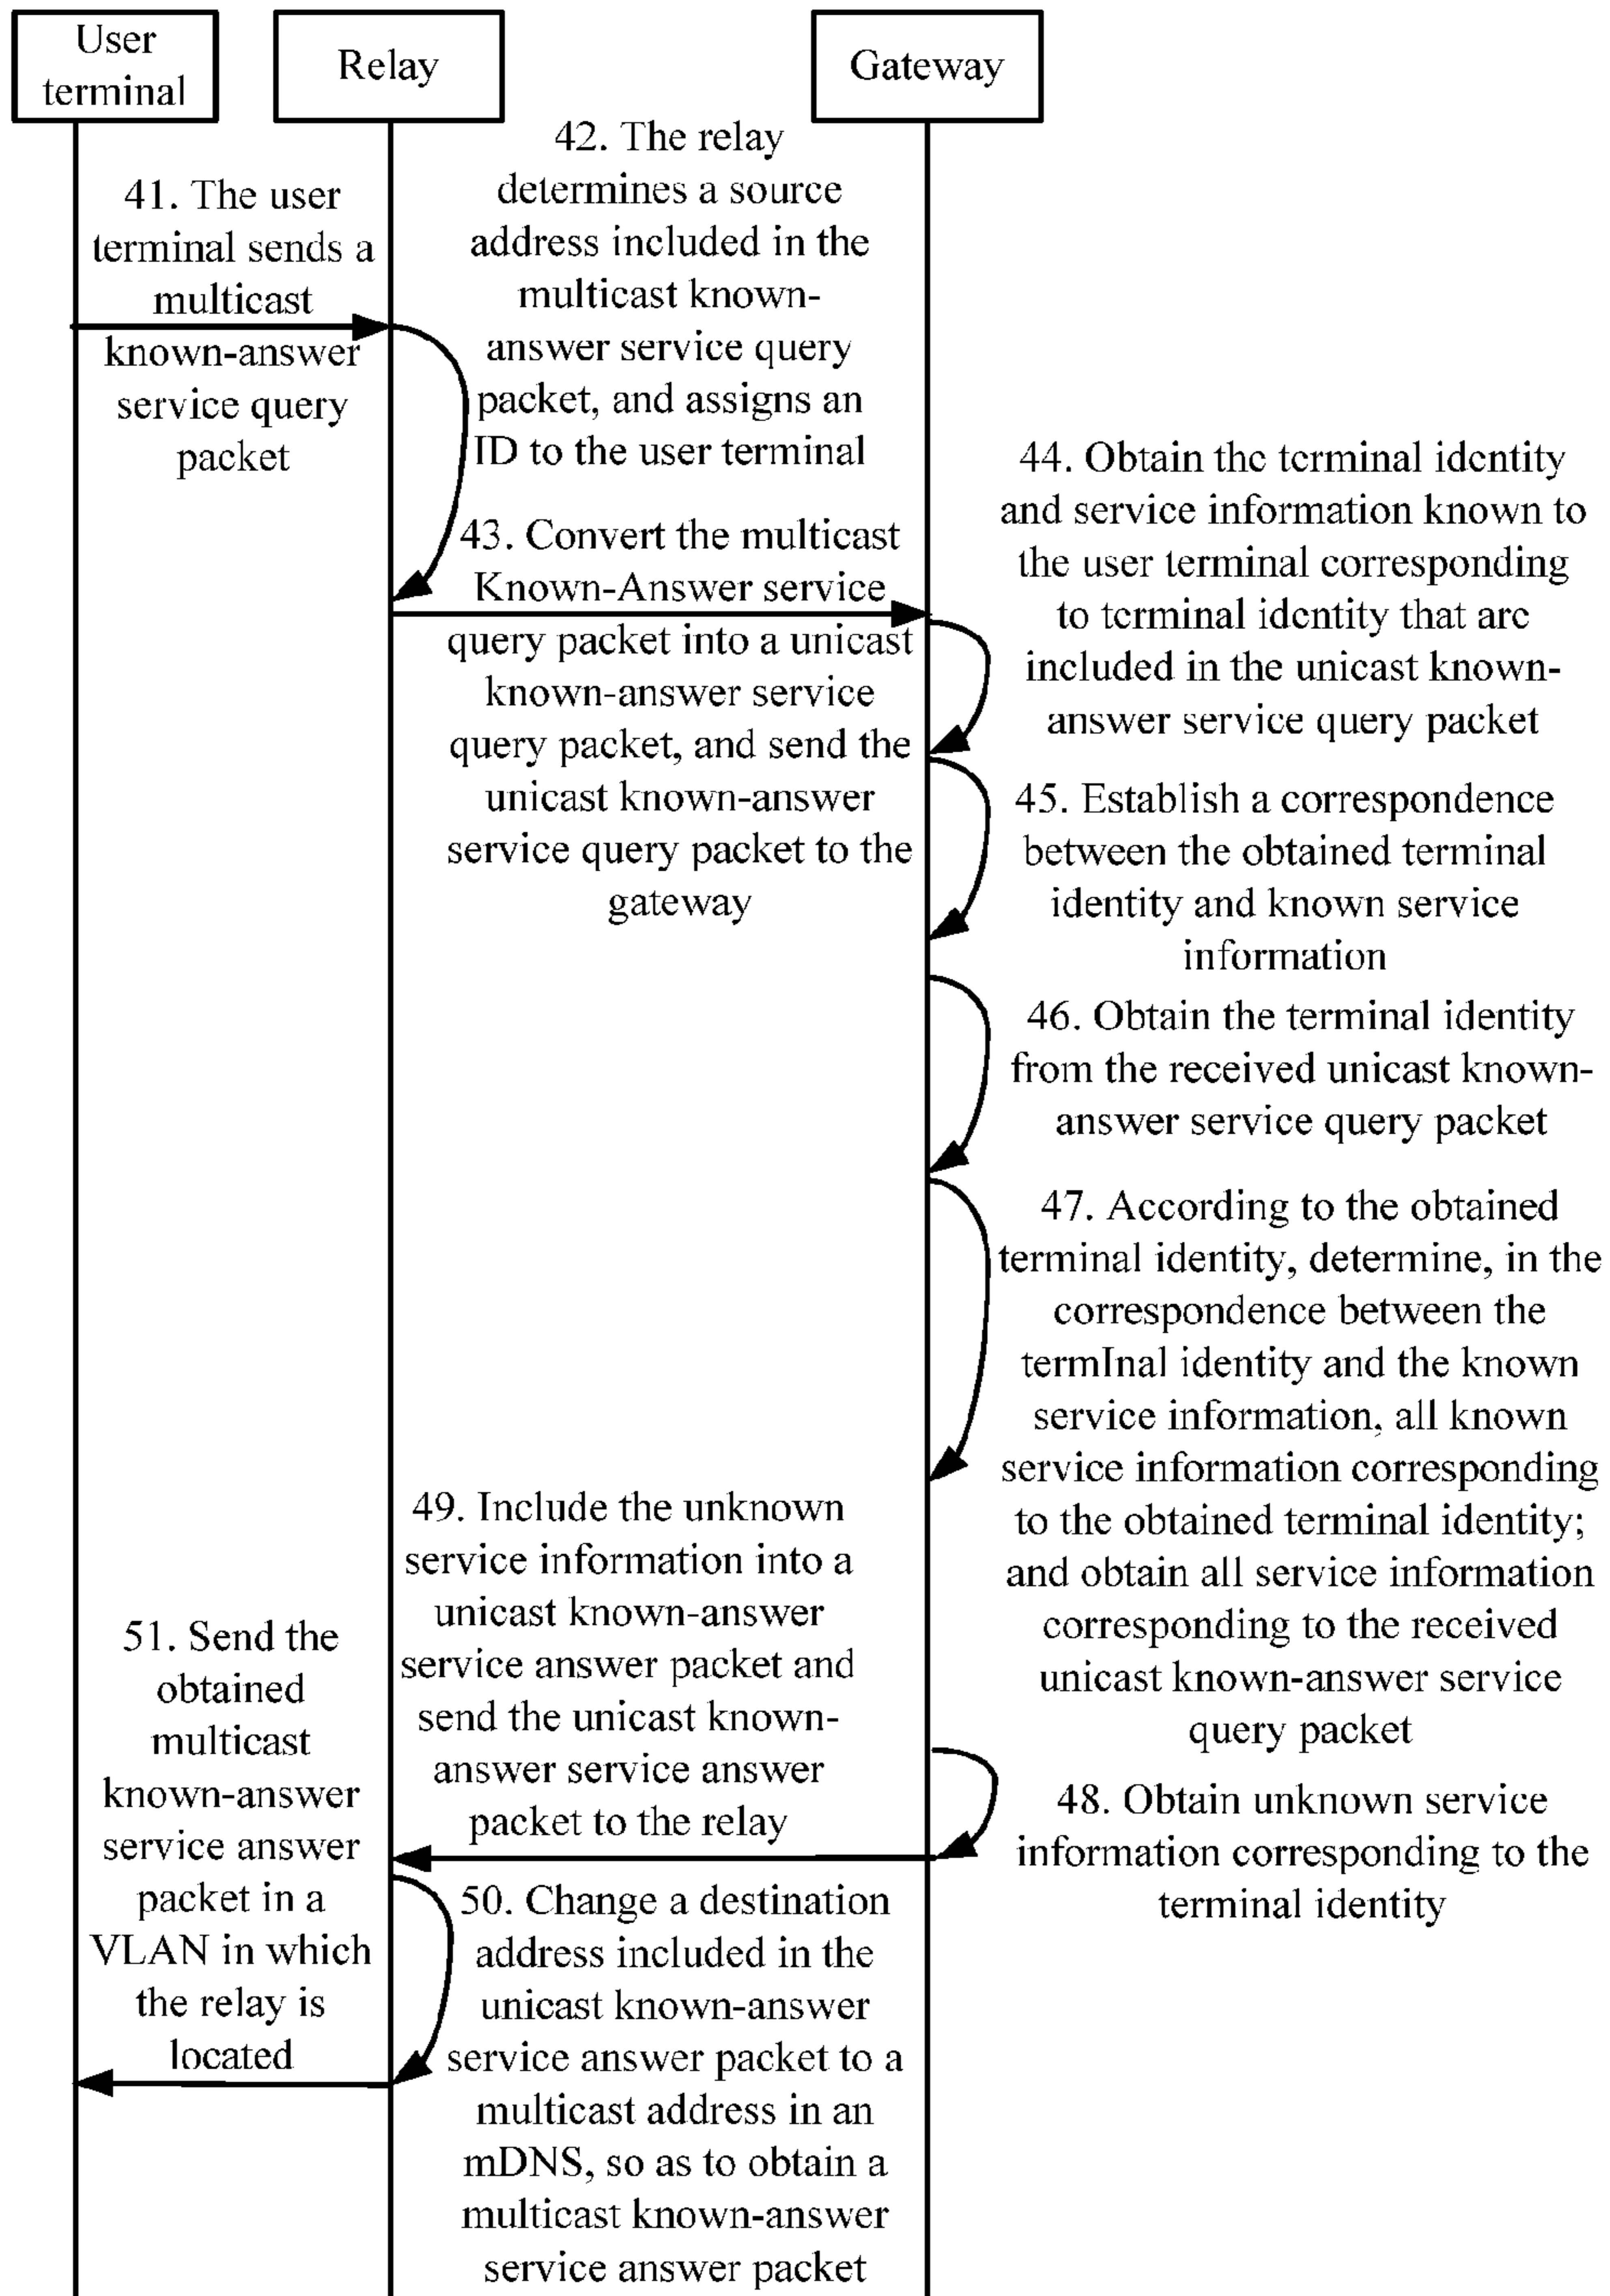 User
terminal
Relay
Gateway
41. The user
terminal sends a
multicast
known-answer
service query
packet
42. The relay
determines a source
address included in the
multicast known-
answer service query
packet, and assigns an
ID to the user terminal
43. Convert the multicast
Known-Answer service
query packet into a unicast
known-answer service
query packet, and send the
unicast known-answer
service query packet to the
gateway
44. Obtain the terminal identity
and service information known to
the user terminal corresponding
to terminal identity that are
included in the unicast known-
answer service query packet
45. Establish a correspondence
between the obtained terminal
identity and known service
information
46. Obtain the terminal identity
from the received unicast known-
answer service query packet
47. According to the obtained
terminal identity, determine, in the
correspondence between the
termInal identity and the known
service information, all known
service information corresponding
to the obtained terminal identity;
and obtain all service information
corresponding to the received
unicast known-answer service
query packet
48. Obtain unknown service
information corresponding to the
terminal identity
49. Include the unknown
service information into a
unicast known-answer
service answer packet and
send the unicast known-
answer service answer
packet to the relay
50. Change a destination
address included in the
unicast known-answer
service answer packet to a
multicast address in an
mDNS, so as to obtain a
multicast known-answer
service answer packet
51. Send the
obtained
multicast
known-answer
service answer
packet in a
VLAN in which
the relay is
located